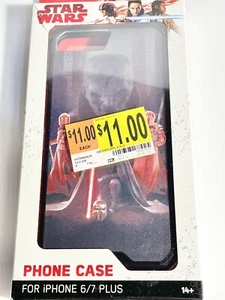 STAR
WARS
$11.00
EACH
$11.00
PHONE CASE
FOR iPHONE 6/7 PLUS
14+